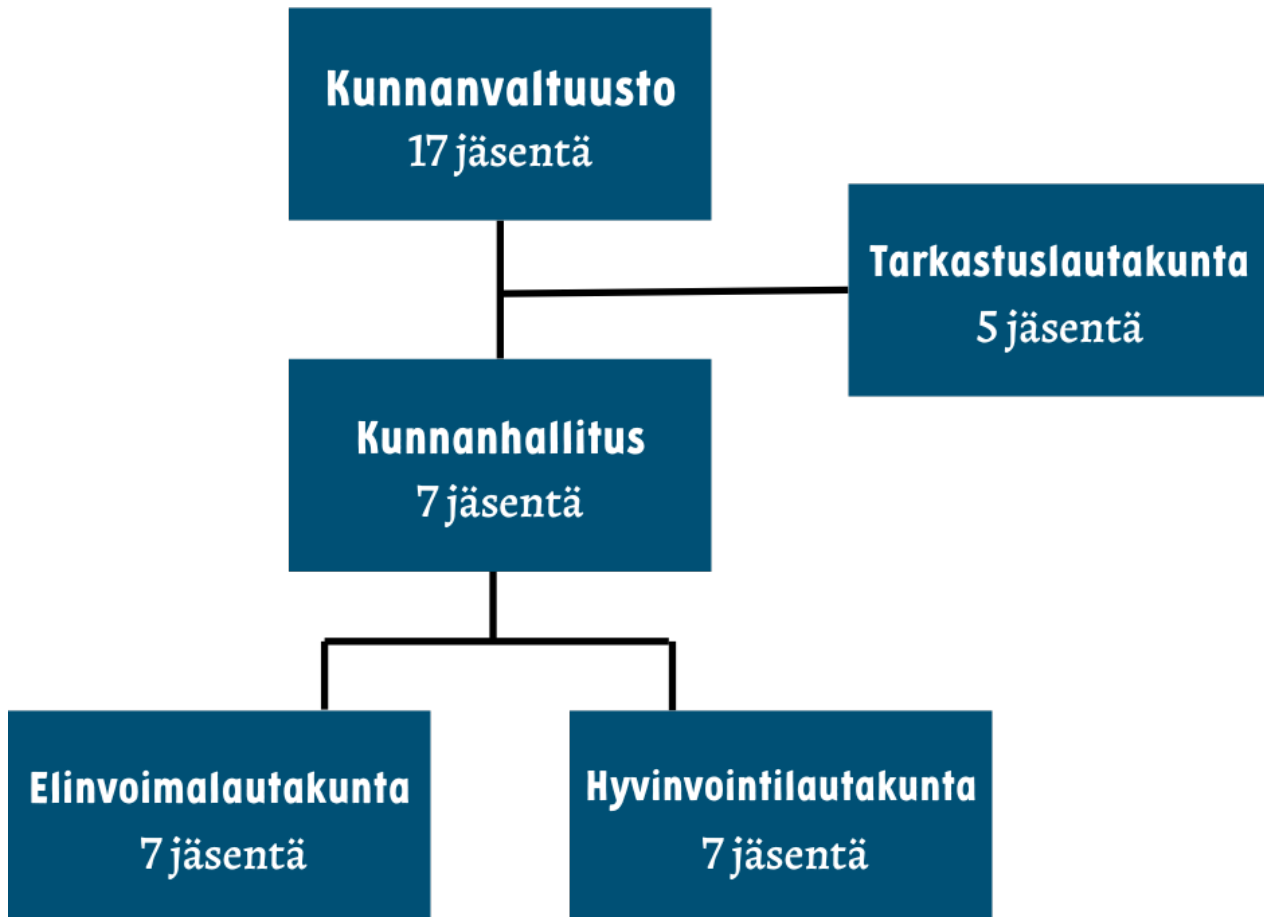 Kunnanvaltuusto
17 jäsentä
Tarkastuslautakunta
5 jäsentä
Kunnanhallitus
7 jäsentä
Elinvoimalautakunta
7 jäsentä
Hyvinvointilautakunta
7 jäsentä